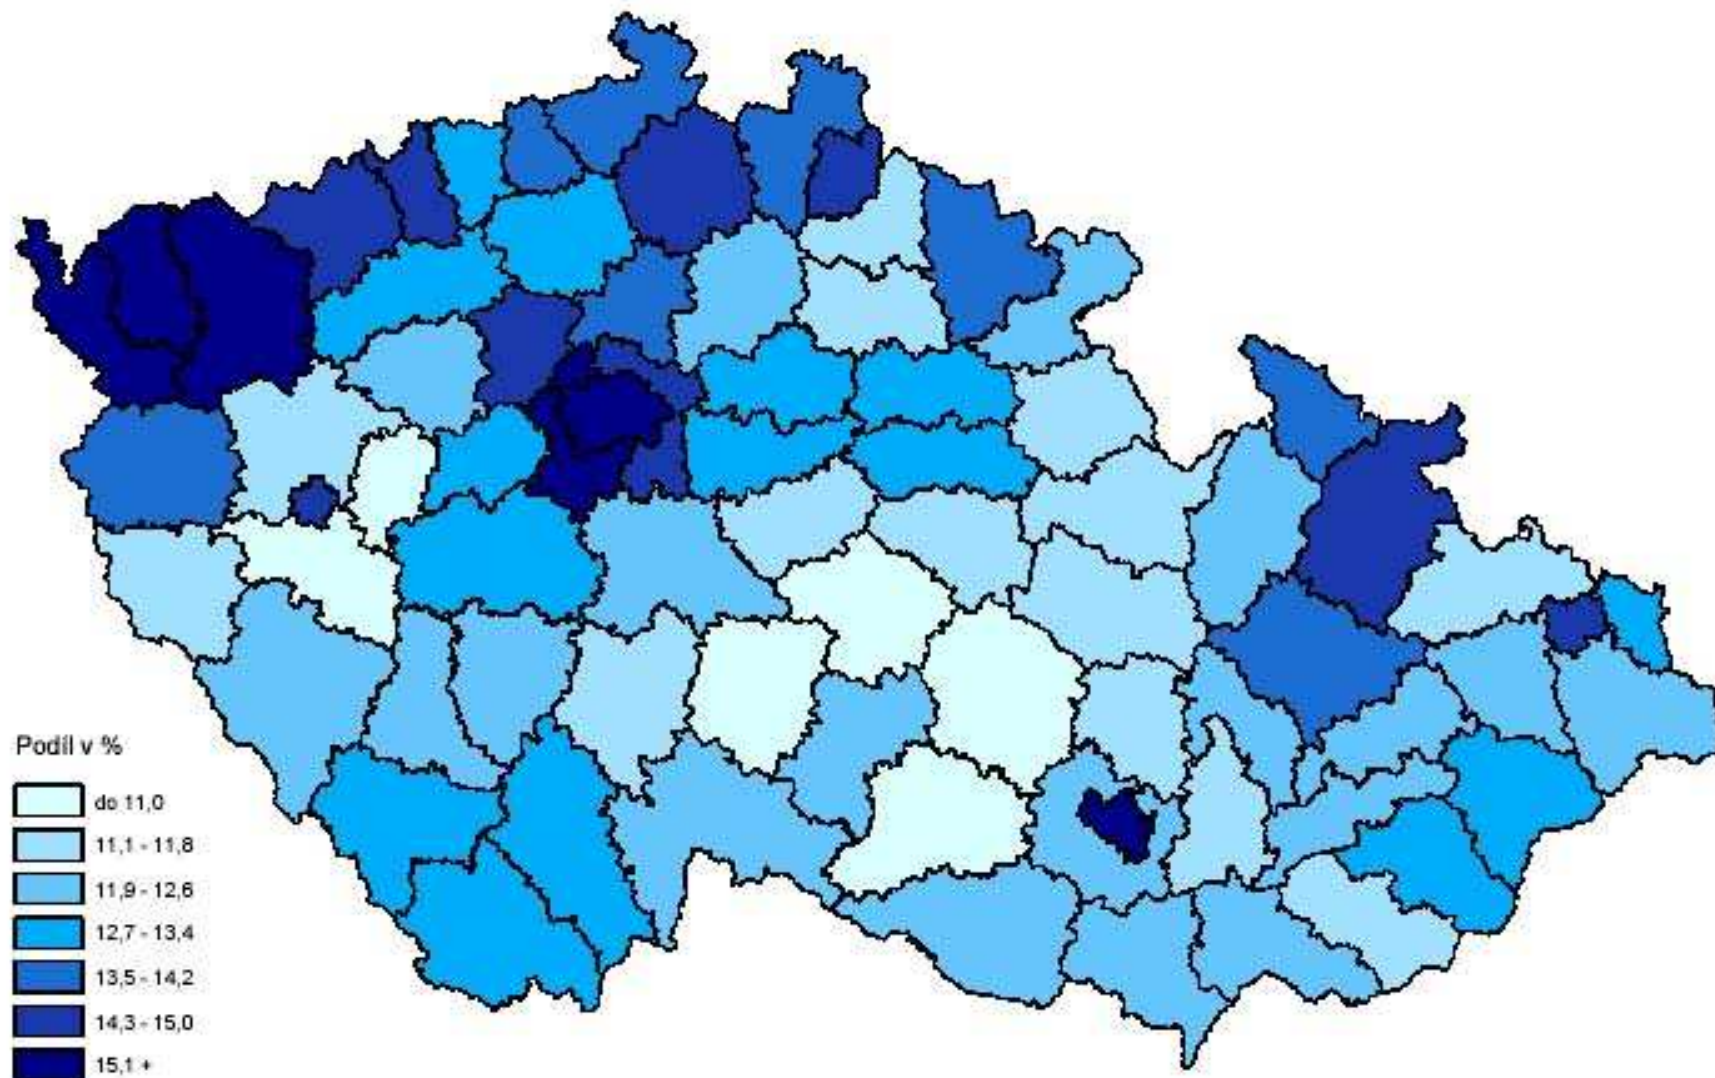 Podíl v %
do 11,0
11,1 - 11,8
11,9 - 12,6
12,7 - 13,4
13,5 - 14,2
14,3 - 15,0
15,1 +